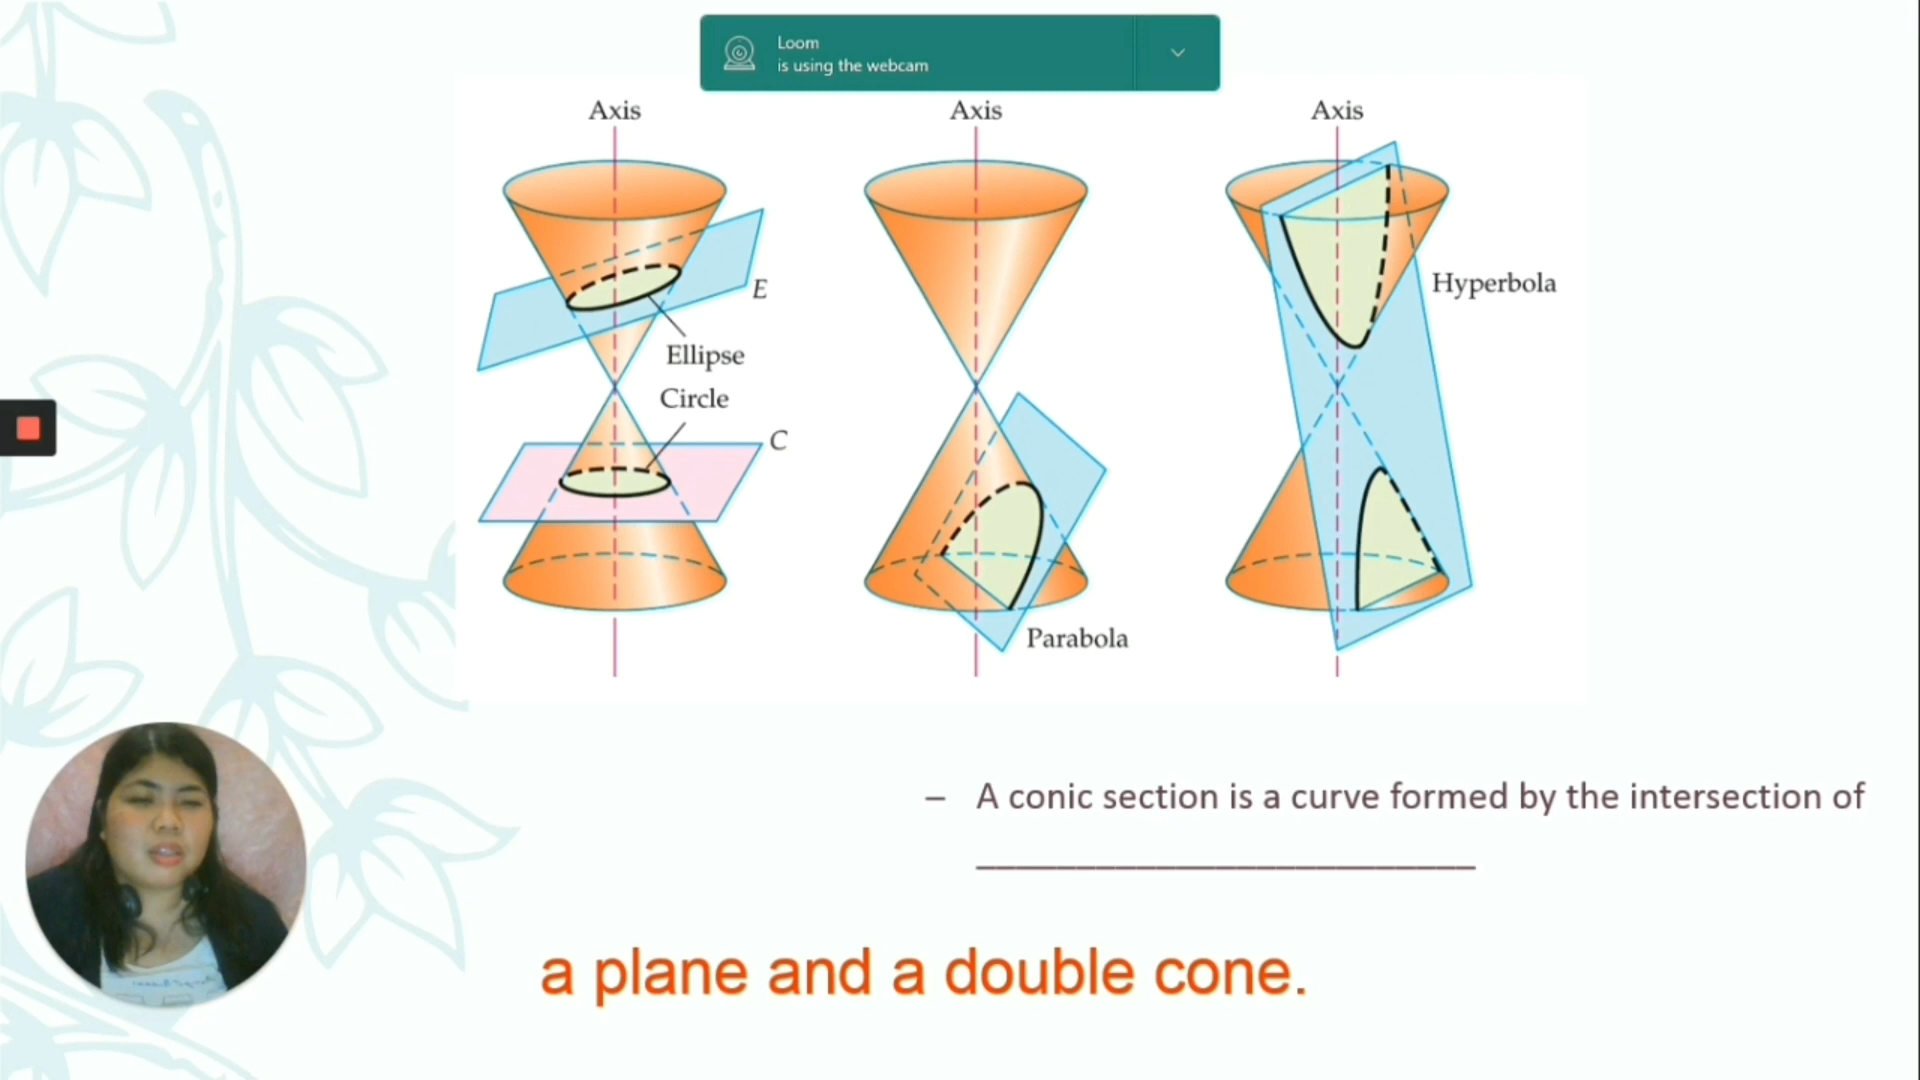 Loom
is using the webcam
Axis
Axis
Axis
E
Hyperbola
Ellipse
Circle
C
Parabola
– A conic section is a curve formed by the intersection of
_________________________
a plane and a double cone.